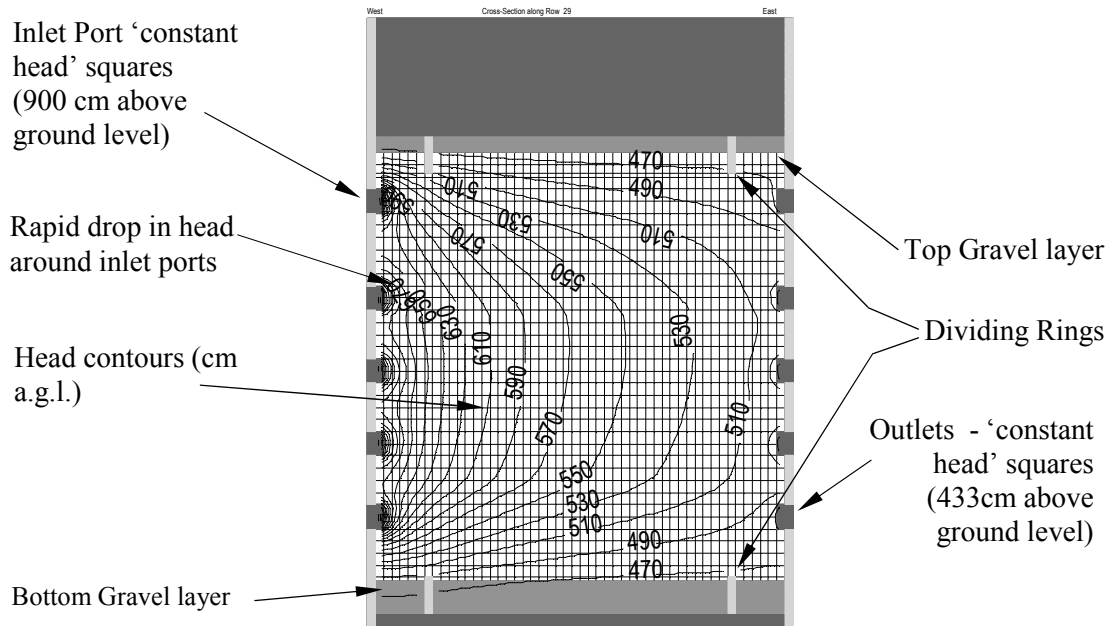 West
Cross-Section along Row 29
East
Inlet Port ‘constant
head’ squares
(900 cm above
ground level)
Rapid drop in head
around inlet ports
Head contours (cm
a.g.l.)
Bottom Gravel layer
Top Gravel layer
Dividing Rings
Outlets - ‘constant
head’ squares
(433cm above
ground level)
470
490
510
510
530
570
550
650
630
610
590
570
530
510
550
530
510
490
470